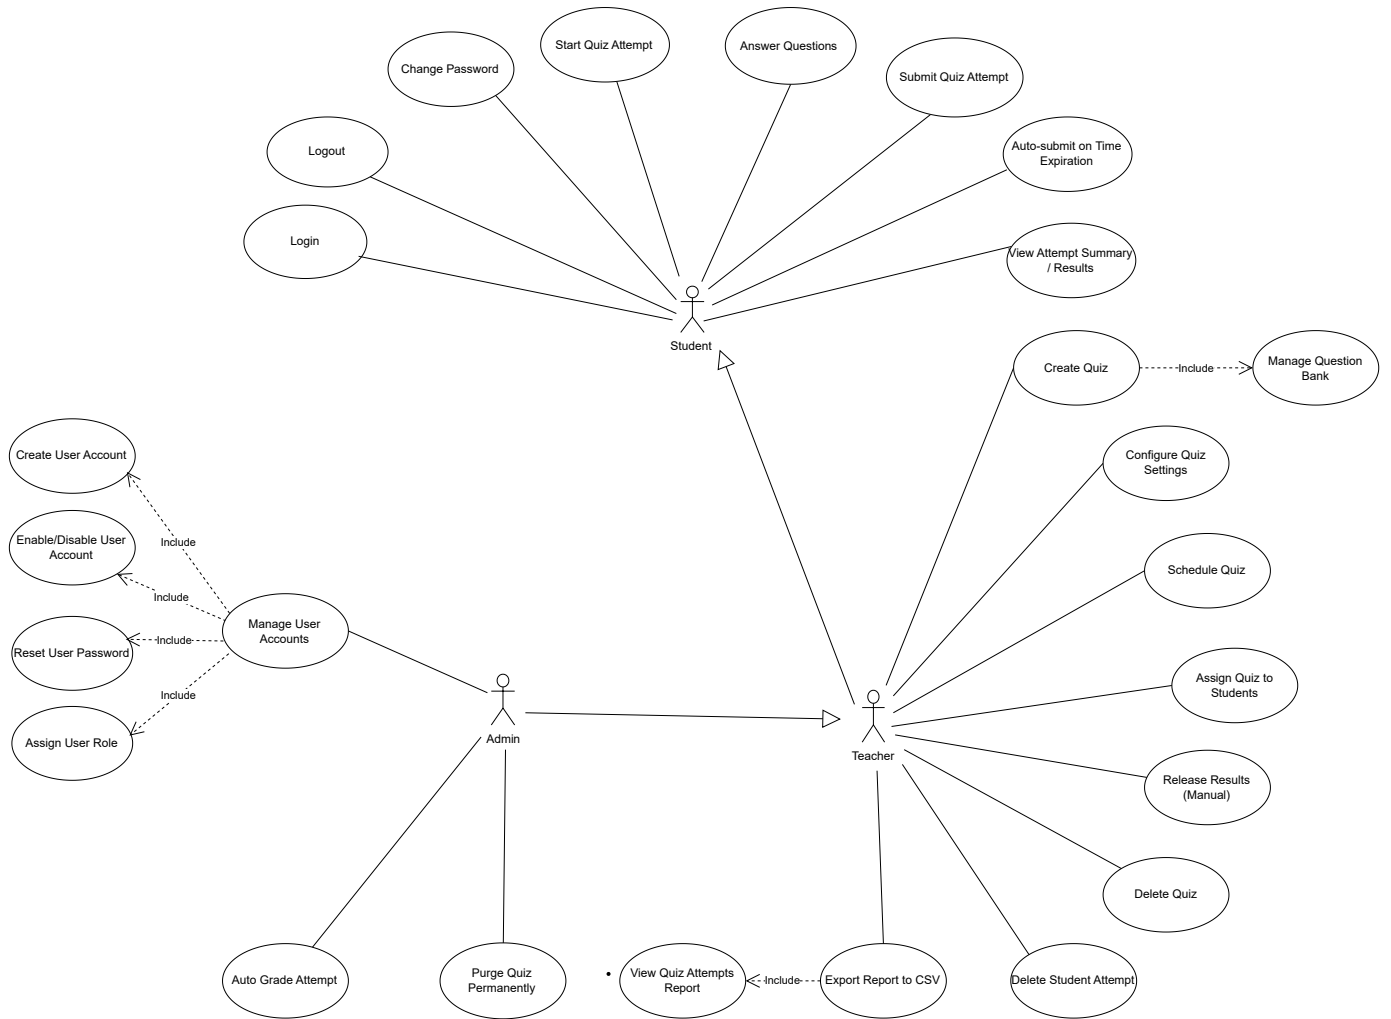 Start Quiz Attempt
Answer Questions
Change Password
Submit Quiz Attempt
Logout
Auto-submit on Time
Expiration
Login
View Attempt Summary
/ Results
Student
Create Quiz
Include
Manage Question
Bank
Create User Account
Configure Quiz
Settings
Include
Enable/Disable User
Account
Schedule Quiz
Include
Manage User
Accounts
Include
Reset User Password
Assign Quiz to
Students
Include
Assign User Role
Admin
Teacher
Release Results
(Manual)
Delete Quiz
Auto Grade Attempt
Purge Quiz
Permanently
•
View Quiz Attempts
Report
Include
Export Report to CSV
Delete Student Attempt